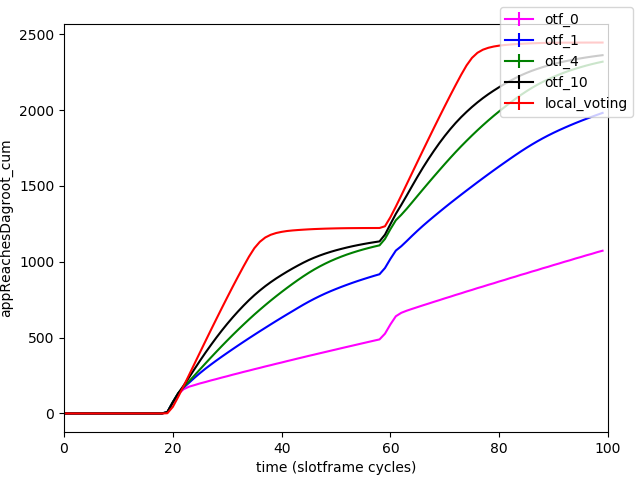 otf_0
otf_1
otf_4
otf_10
local_voting
2500
2000
1500
1000
500
0
appReachesDagroot_cum
0 20 40 60 80 100
time (slotframe cycles)